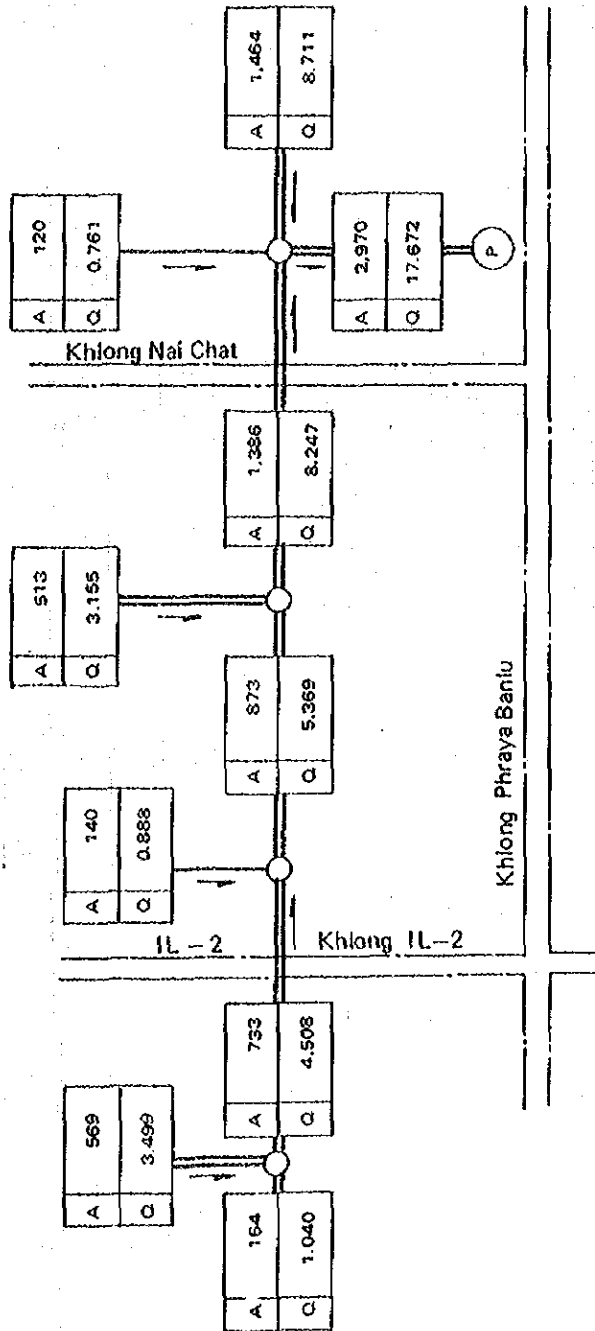 A 1,464
Q 8.711
A 120
Q 0.761
A 2,970
Q 17.672
P
Khlong Nai Chat
A 1,386
Q 8.247
A 513
Q 3.155
A 873
Q 5.369
A 140
Q 0.888
Khlong Phraya Banlu
IL - 2
Khlong IL-2
A 733
Q 4.508
A 569
Q 3.499
A 164
Q 1.040